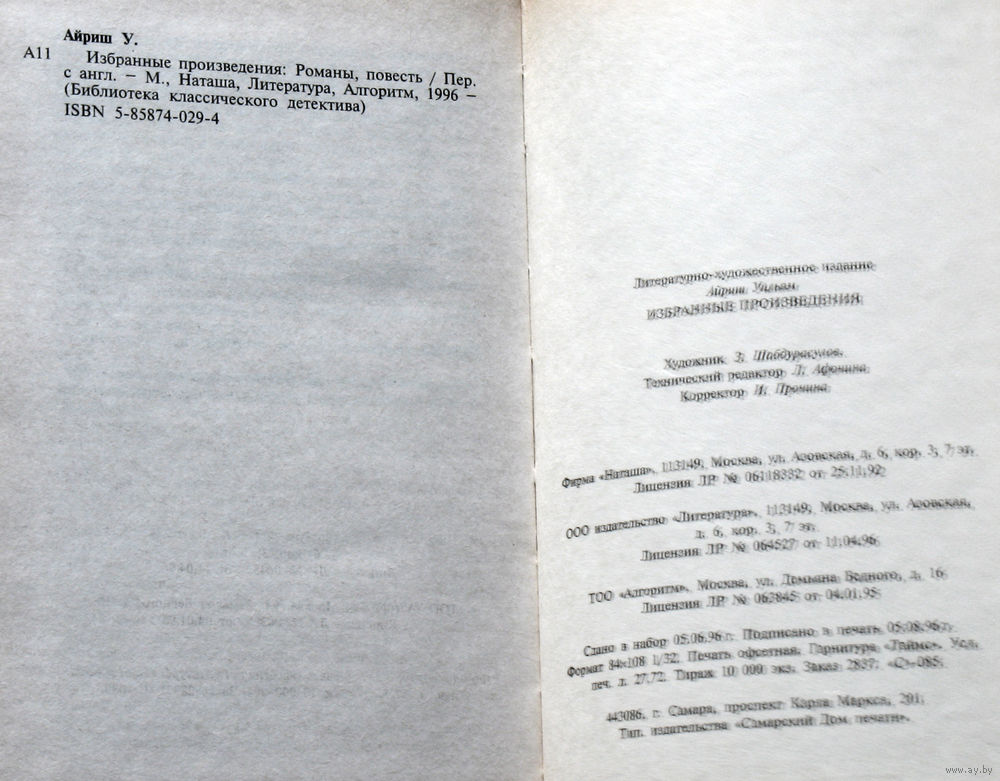 Айриш У.
А11 Избранные произведения: Романы, повесть / Пер.
с англ. – М., Наташа, Литература, Алгоритм, 1996 –
(Библиотека классического детектива)
ISBN 5-85874-029-4
Литературно-художественное издание
Айриш Уильям
ИЗБРАННЫЕ ПРОИЗВЕДЕНИЯ
Художник З. Шабдурасулов,
Технический редактор Л. Афонина
Корректор И. Пронина
Фирма «Наташа», 113149, Москва, ул. Азовская, д. 6, кор. 3, 7 эт.
Лицензия ЛР № 06118332 от 25.11.92
ООО издательство «Литература», 113149, Москва, ул. Азовская,
д. 6, кор. 3, 7 эт.
Лицензия ЛР № 064527 от 11.04.96
ТОО «Алгоритм», Москва, ул. Демьяна Бедного, д. 16
Лицензия ЛР № 063845 от 04.01.95
Сдано в набор 05.06.96 г. Подписано в печать 05.08.96 г.
Формат 84×108 1/32. Печать офсетная. Гарнитура «Таймс». Усл.
печ. л. 27,72. Тираж 10 000 экз. Заказ 2837. «С»-085.
443086, г. Самара, проспект Карла Маркса, 201.
Тип. издательства «Самарский Дом печати».
www.ay.by